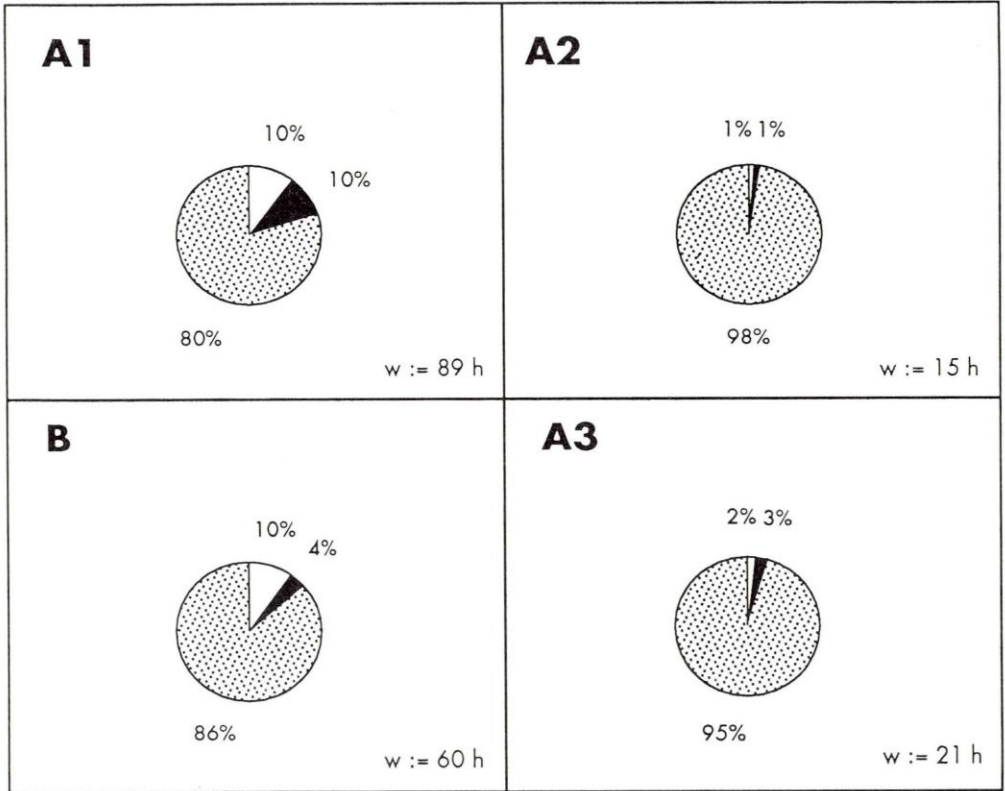 A1
10%
10%
80%
w := 89 h
A2
1% 1%
98%
w := 15 h
B
10%
4%
86%
w := 60 h
A3
2% 3%
95%
w := 21 h